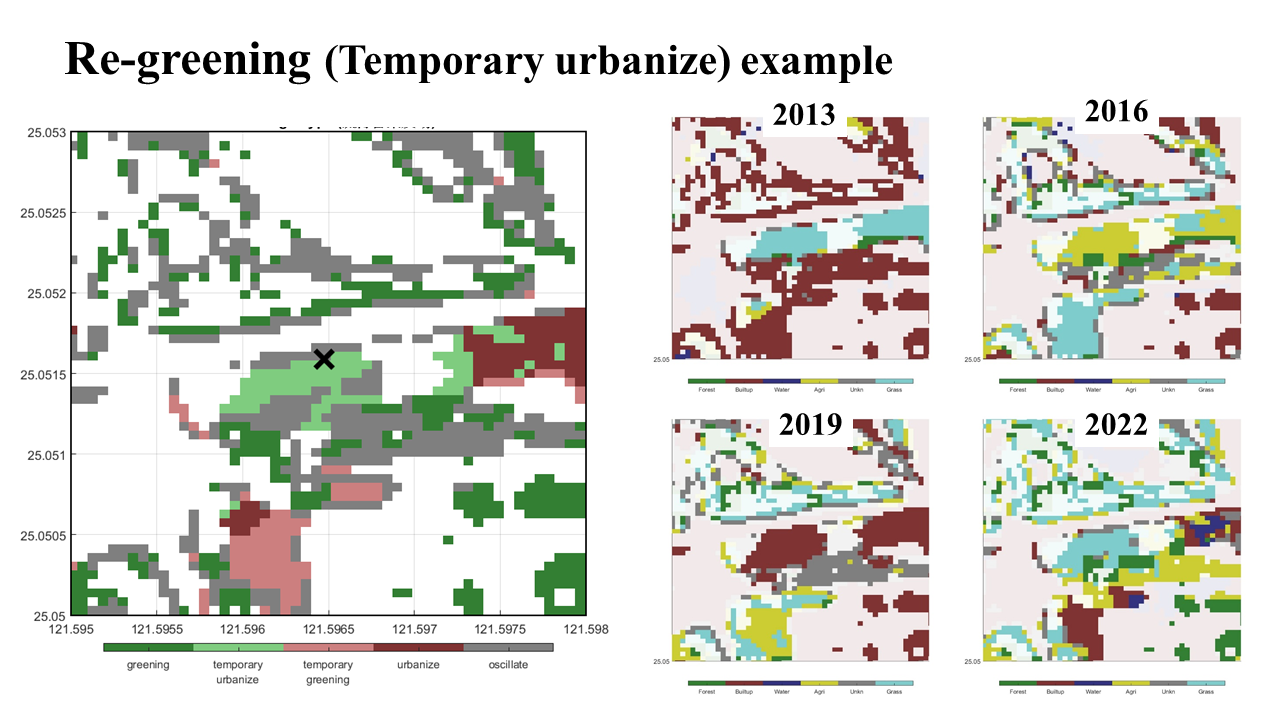 Re-greening (Temporary urbanize) example
25.053
25.0525
25.052
25.0515
25.051
25.0505
25.05
121.595
121.5955
121.596
121.5965
121.597
121.5975
121.598
greening
temporary
urbanize
temporary
greening
urbanize
oscillate
2013
25.05
Forest
Builtup
Water
Agri
Unkn
Grass
2016
25.05
Forest
Builtup
Water
Agri
Unkn
Grass
2019
25.05
Forest
Builtup
Water
Agri
Unkn
Grass
2022
25.05
Forest
Builtup
Water
Agri
Unkn
Grass